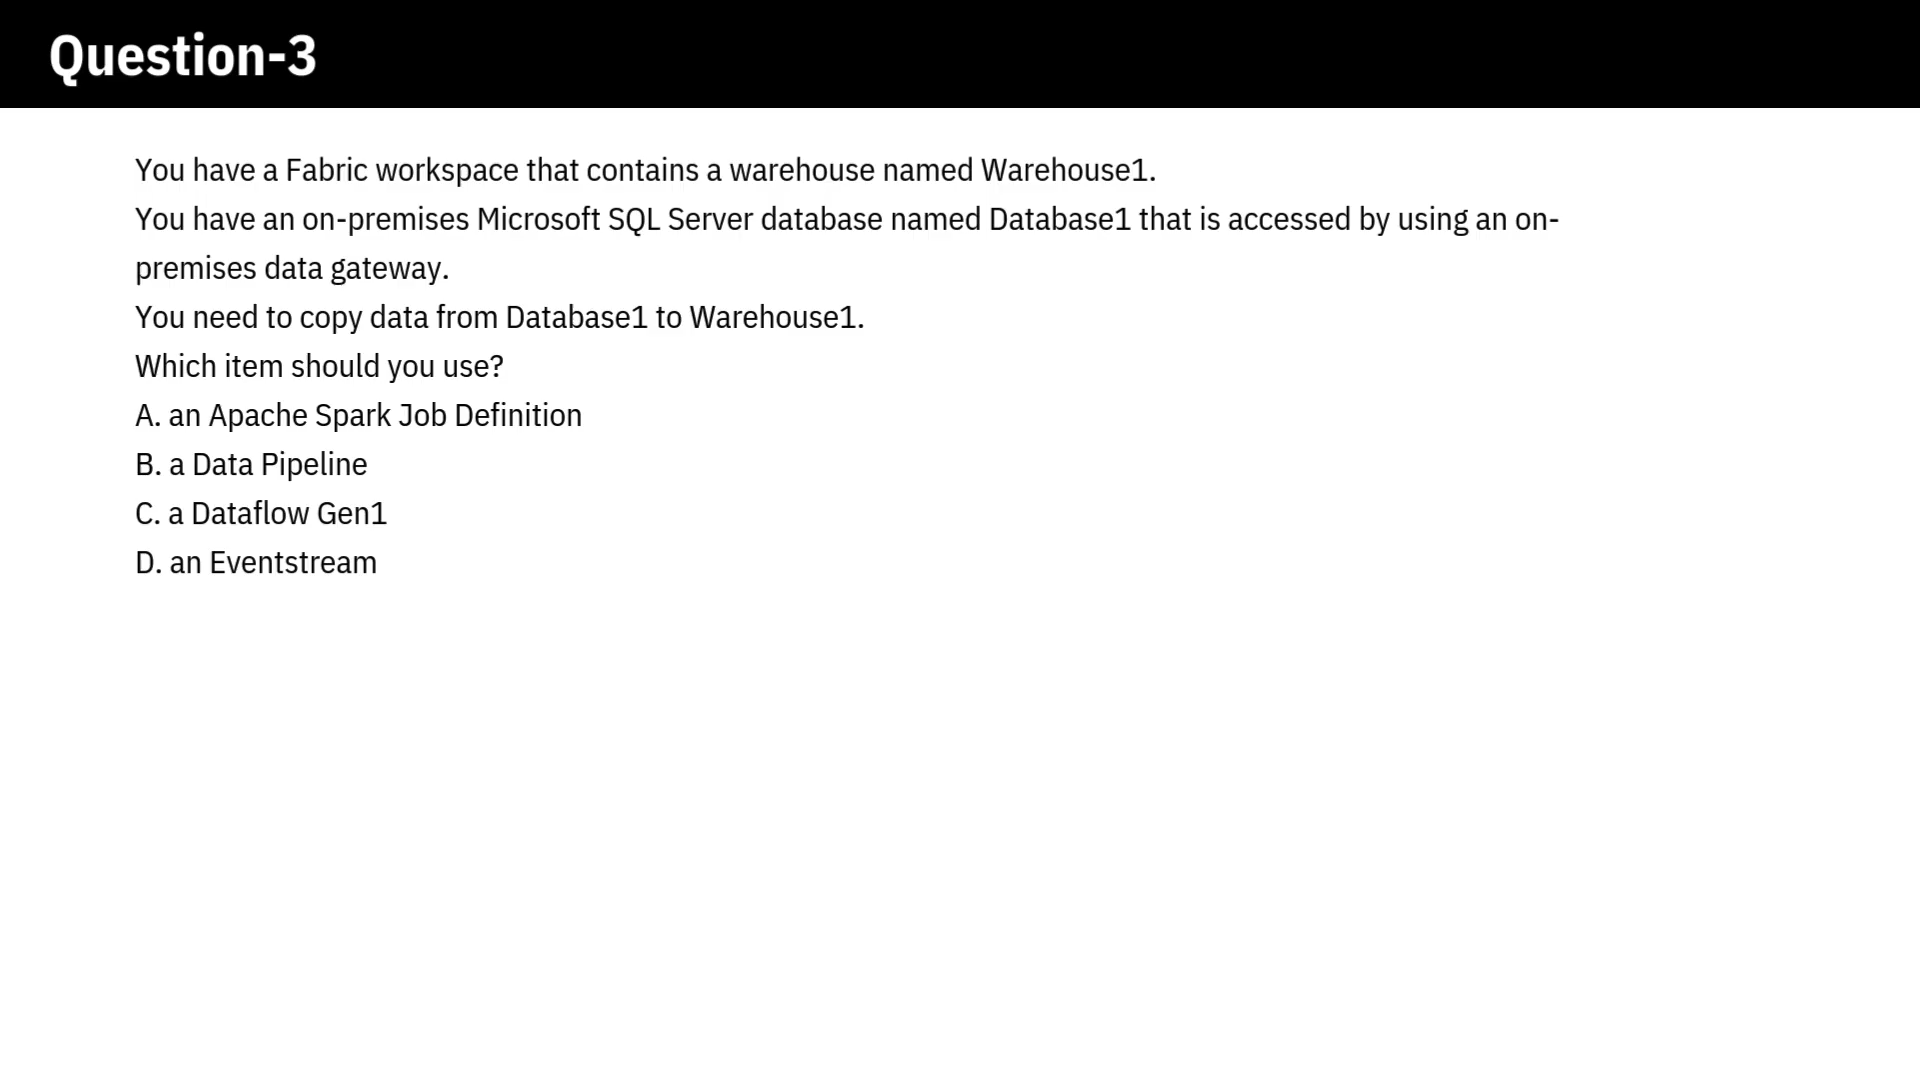 Question-3
You have a Fabric workspace that contains a warehouse named Warehouse1.
You have an on-premises Microsoft SQL Server database named Database1 that is accessed by using an on-
premises data gateway.
You need to copy data from Database1 to Warehouse1.
Which item should you use?
A. an Apache Spark Job Definition
B. a Data Pipeline
C. a Dataflow Gen1
D. an Eventstream